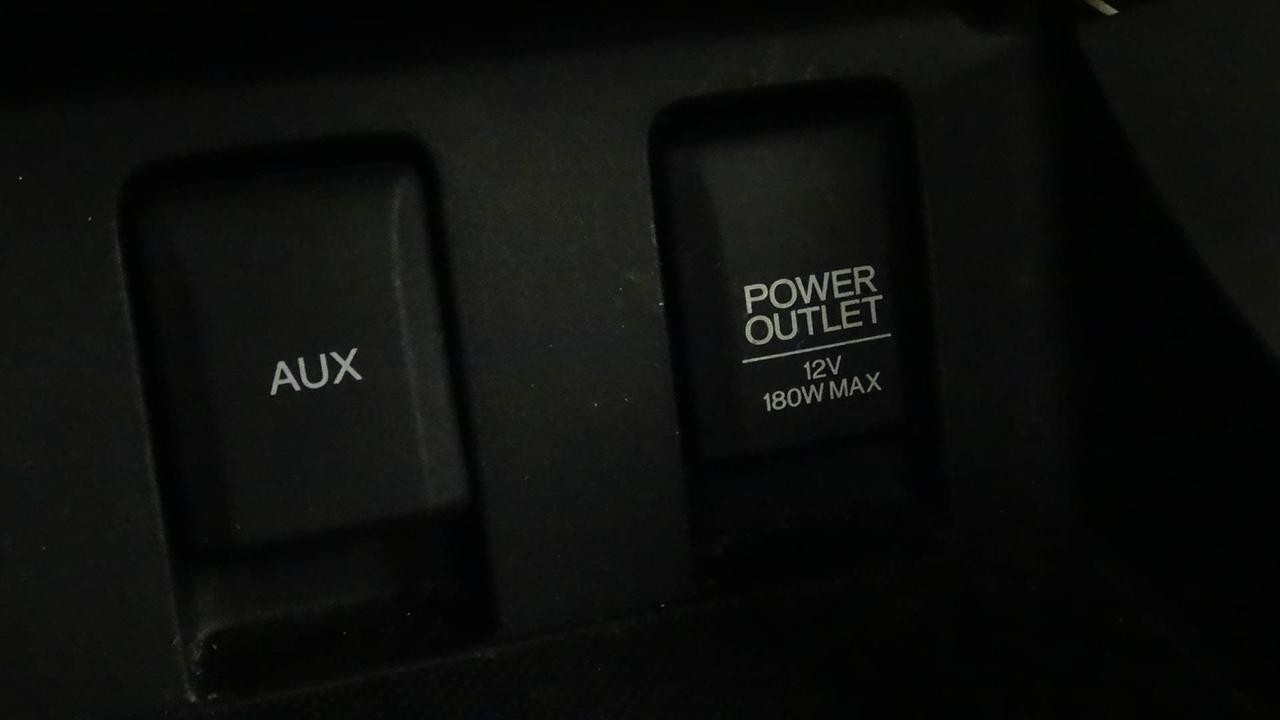 AUX
POWER
OUTLET
12V
180W MAX